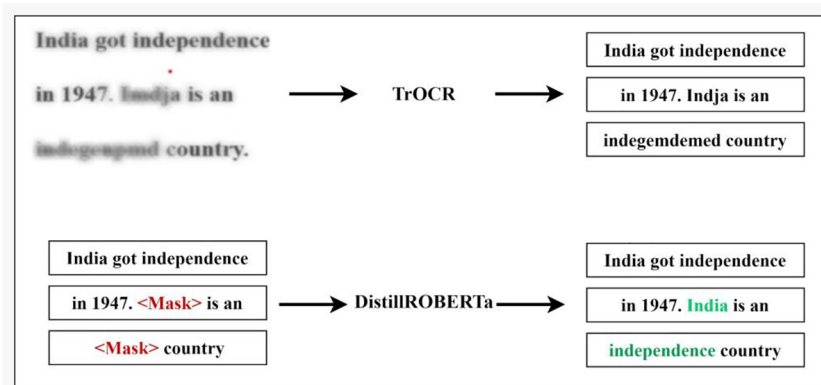 India got independence
in 1947. Imdja is an
country.
TrOCR
India got independence
in 1947. Indja is an
indegemdemed country
India got independence
in 1947. <Mask> is an
<Mask> country
DistillROBERTa
India got independence
in 1947. India is an
independence country